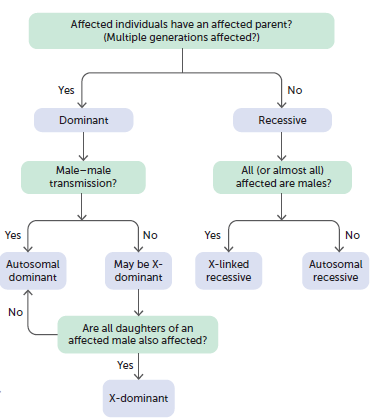 Affected individuals have an affected parent?
(Multiple generations affected?)
Yes
No
Dominant
Recessive
Male–male
transmission?
All (or almost all)
affected are males?
Yes
No
Yes
No
Autosomal
dominant
May be X-
dominant
X-linked
recessive
Autosomal
recessive
No
Are all daughters of an
affected male also affected?
Yes
X-dominant